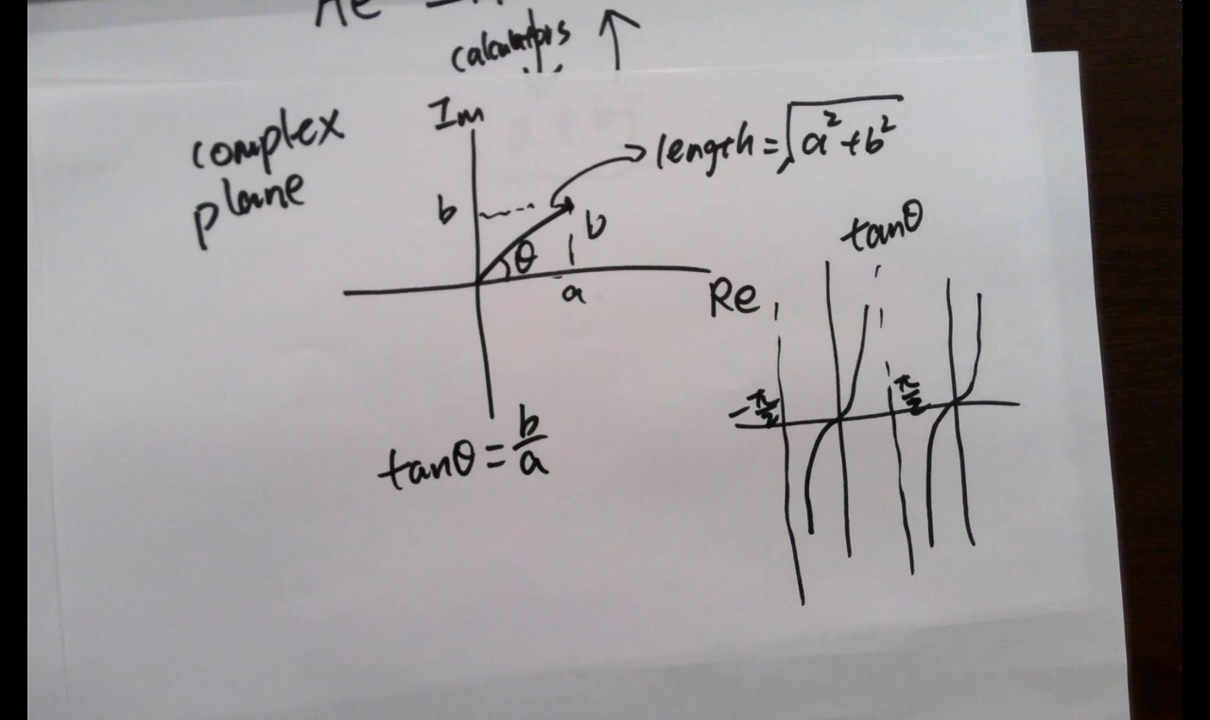 calculators
complex
plane
Im
length = √a²+b²
b
b
θ
a
Re
tanθ = b/a
tanθ
-π/2
π/2